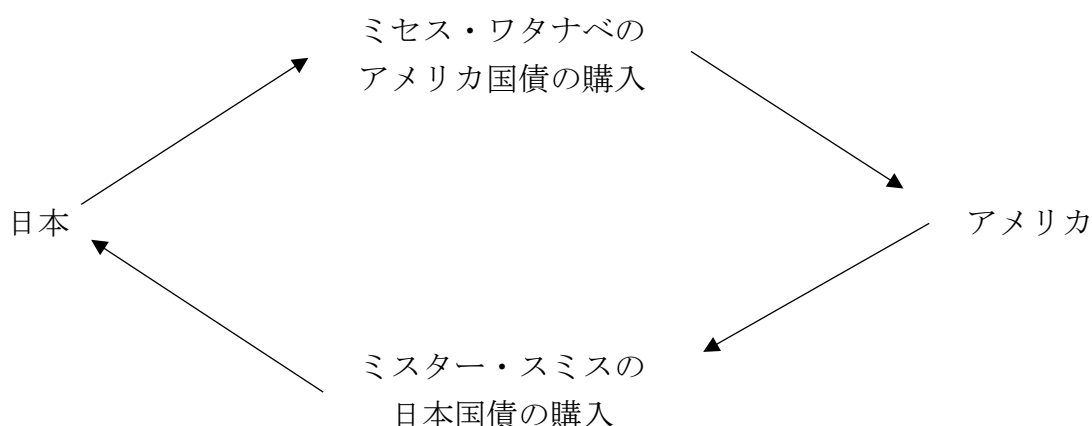 ミセス・ワタナベの
アメリカ国債の購入
日本
アメリカ
ミスター・スミスの
日本国債の購入